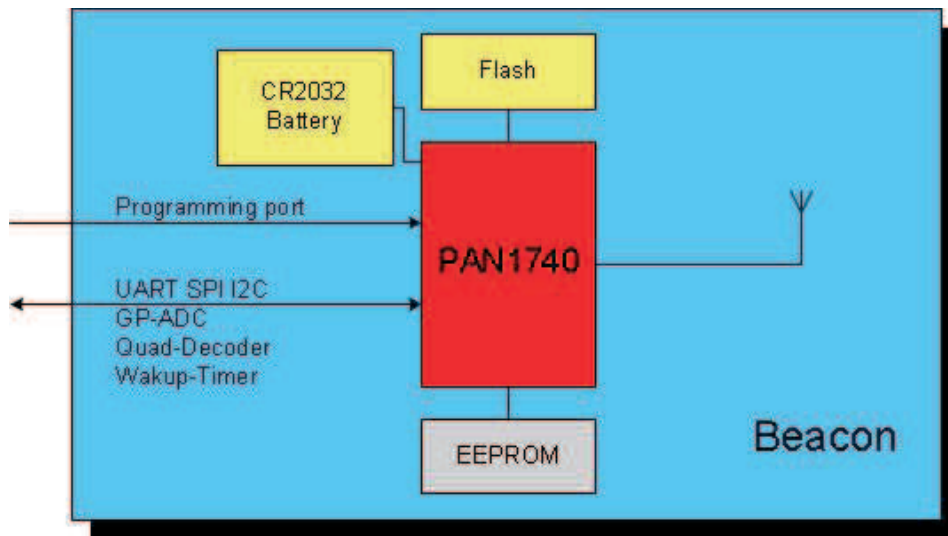 CR2032
Battery
Flash
Programming port
PAN1740
UART SPI I2C
GP-ADC
Quad-Decoder
Wakup-Timer
EEPROM
Beacon